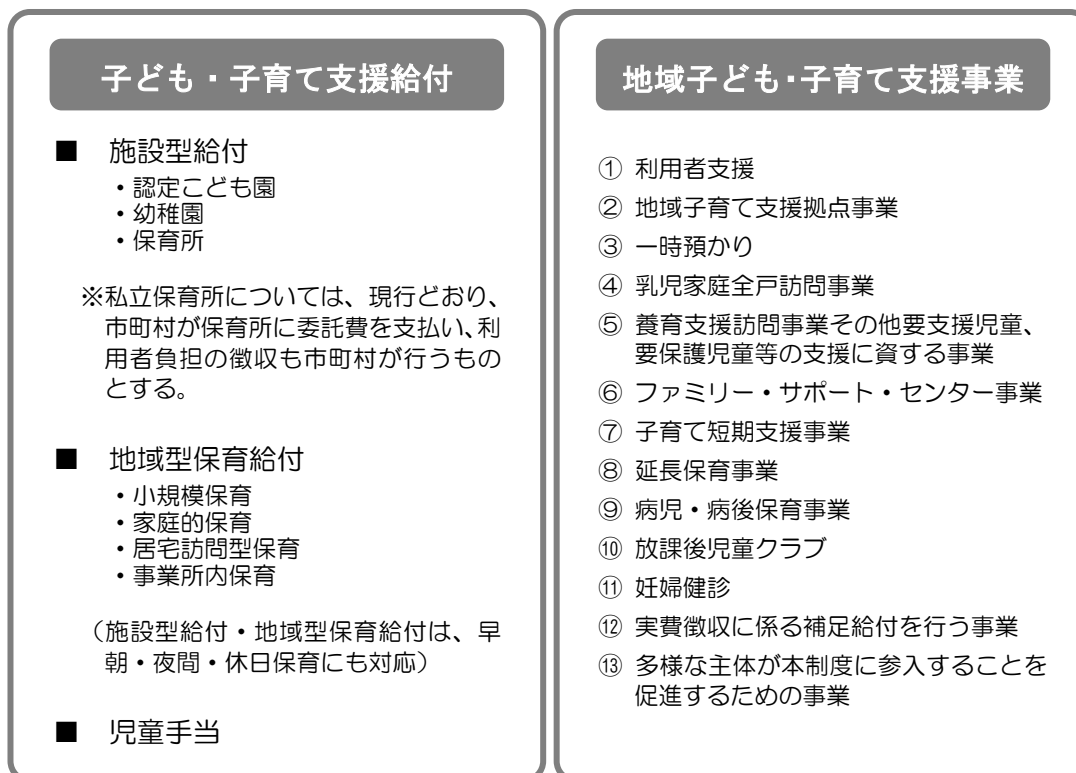 子ども・子育て支援給付
■ 施設型給付
・認定こども園
・幼稚園
・保育所
※私立保育所については、現行どおり、
市町村が保育所に委託費を支払い、利
用者負担の徴収も市町村が行うもの
とする。
■ 地域型保育給付
・小規模保育
・家庭的保育
・居宅訪問型保育
・事業所内保育
（施設型給付・地域型保育給付は、早
朝・夜間・休日保育にも対応）
■ 児童手当
地域子ども・子育て支援事業
① 利用者支援
② 地域子育て支援拠点事業
③ 一時預かり
④ 乳児家庭全戸訪問事業
⑤ 養育支援訪問事業その他要支援児童、
要保護児童等の支援に資する事業
⑥ ファミリー・サポート・センター事業
⑦ 子育て短期支援事業
⑧ 延長保育事業
⑨ 病児・病後保育事業
⑩ 放課後児童クラブ
⑪ 妊婦健診
⑫ 実費徴収に係る補足給付を行う事業
⑬ 多様な主体が本制度に参入することを
促進するための事業